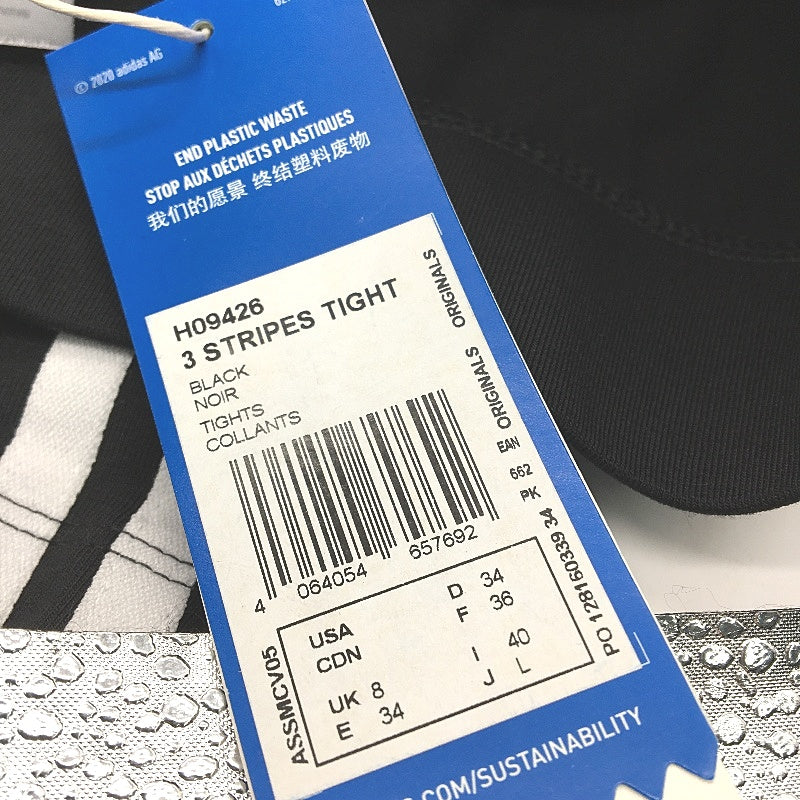 © 2020 adidas AG
END PLASTIC WASTE
STOP AUX DÉCHETS PLASTIQUES
我们的愿景 终结塑料废物
H09426
3 STRIPES TIGHT
BLACK
NOIR
TIGHTS
COLLANTS
ORIGINALS
ORIGINALS
EAN
662
PK
4 064054 657692
PO 128160339 34
ASSMCV05
USA D 34
CDN F 36
UK 8 I 40
E 34 J L
.COM/SUSTAINABILITY